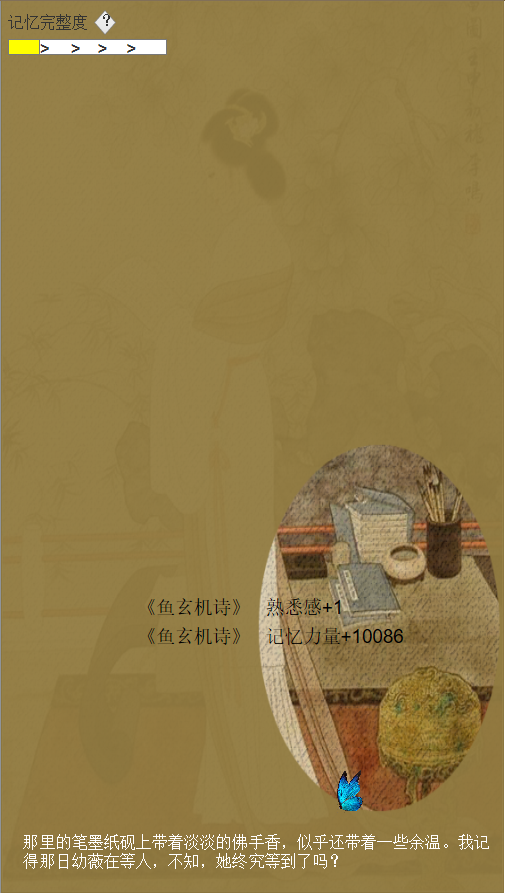 记忆完整度 ?
> > > >
《鱼玄机诗》 熟悉感+1
《鱼玄机诗》 记忆力量+10086
那里的笔墨纸砚上带着淡淡的佛手香，似乎还带着一些余温。我记
得那日幼薇在等人，不知，她终究等到了吗？